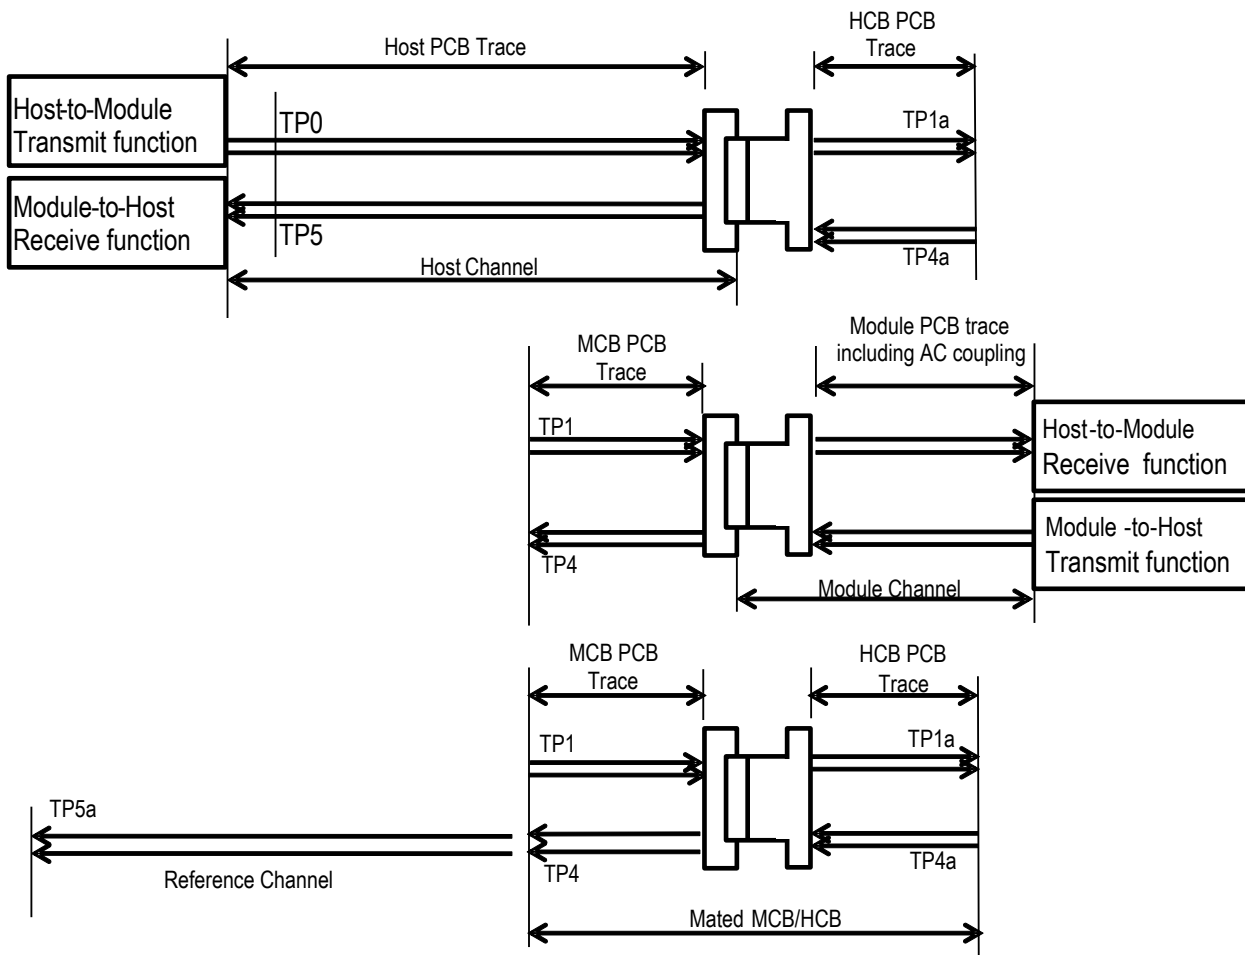 Host PCB Trace
HCB PCB
Trace
Host-to-Module
Transmit function
TP0
TP1a
Module-to-Host
Receive function
TP5
TP4a
Host Channel
MCB PCB
Trace
Module PCB trace
including AC coupling
TP1
Host-to-Module
Receive function
TP4
Module -to-Host
Transmit function
Module Channel
MCB PCB
Trace
HCB PCB
Trace
TP1
TP1a
TP5a
TP4
TP4a
Reference Channel
Mated MCB/HCB